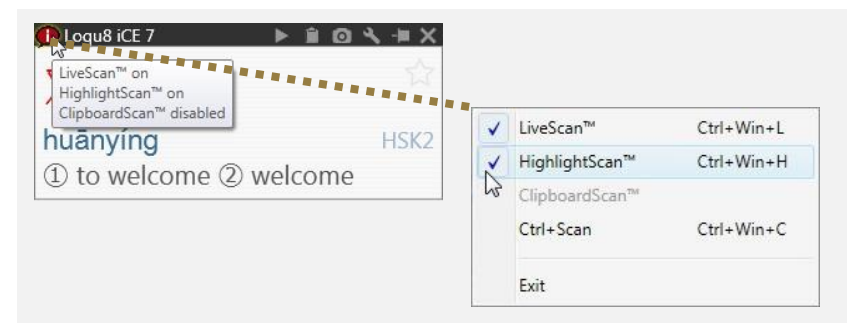 Loqu8 iCE 7
LiveScan™ on
HighlightScan™ on
ClipboardScan™ disabled
huānyíng HSK2
① to welcome ② welcome
LiveScan™ Ctrl+Win+L
HighlightScan™ Ctrl+Win+H
ClipboardScan™
Ctrl+Scan Ctrl+Win+C
Exit